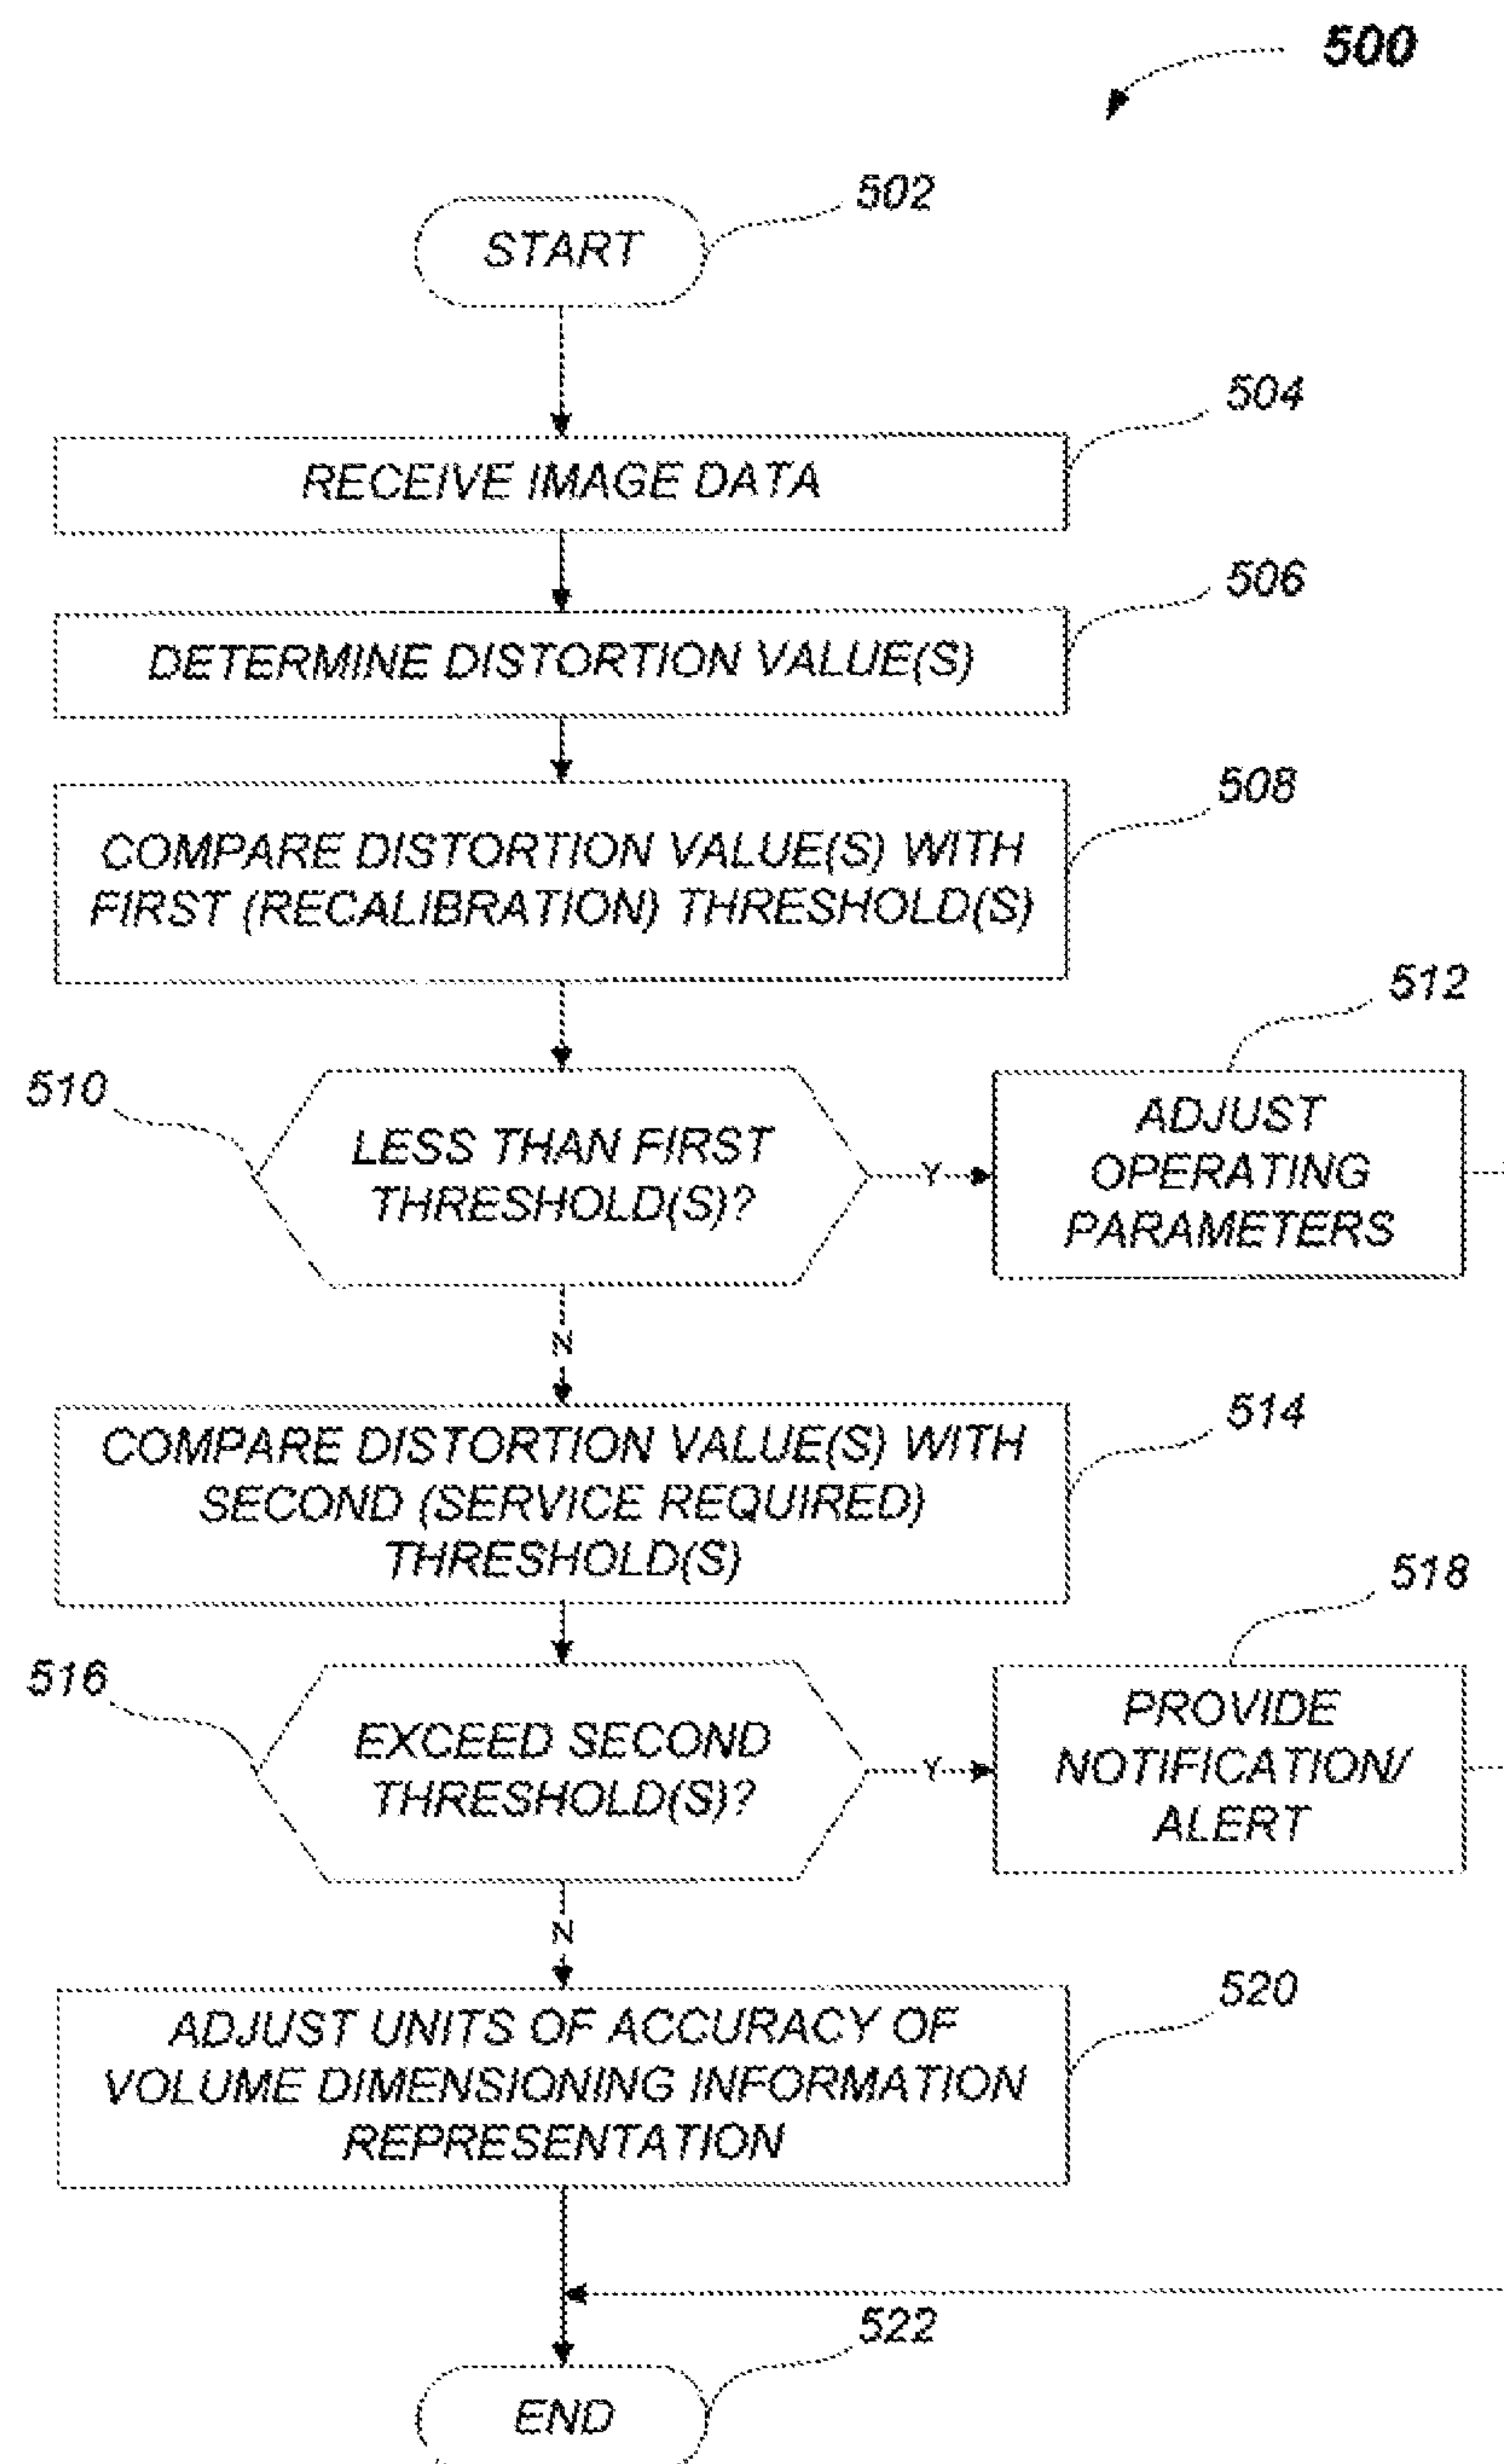 500
502
START
504
RECEIVE IMAGE DATA
506
DETERMINE DISTORTION VALUE(S)
508
COMPARE DISTORTION VALUE(S) WITH
FIRST (RECALIBRATION) THRESHOLD(S)
510
LESS THAN FIRST
THRESHOLD(S)?
Y
512
ADJUST
OPERATING
PARAMETERS
N
514
COMPARE DISTORTION VALUE(S) WITH
SECOND (SERVICE REQUIRED)
THRESHOLD(S)
516
EXCEED SECOND
THRESHOLD(S)?
Y
518
PROVIDE
NOTIFICATION/
ALERT
N
520
ADJUST UNITS OF ACCURACY OF
VOLUME DIMENSIONING INFORMATION
REPRESENTATION
522
END